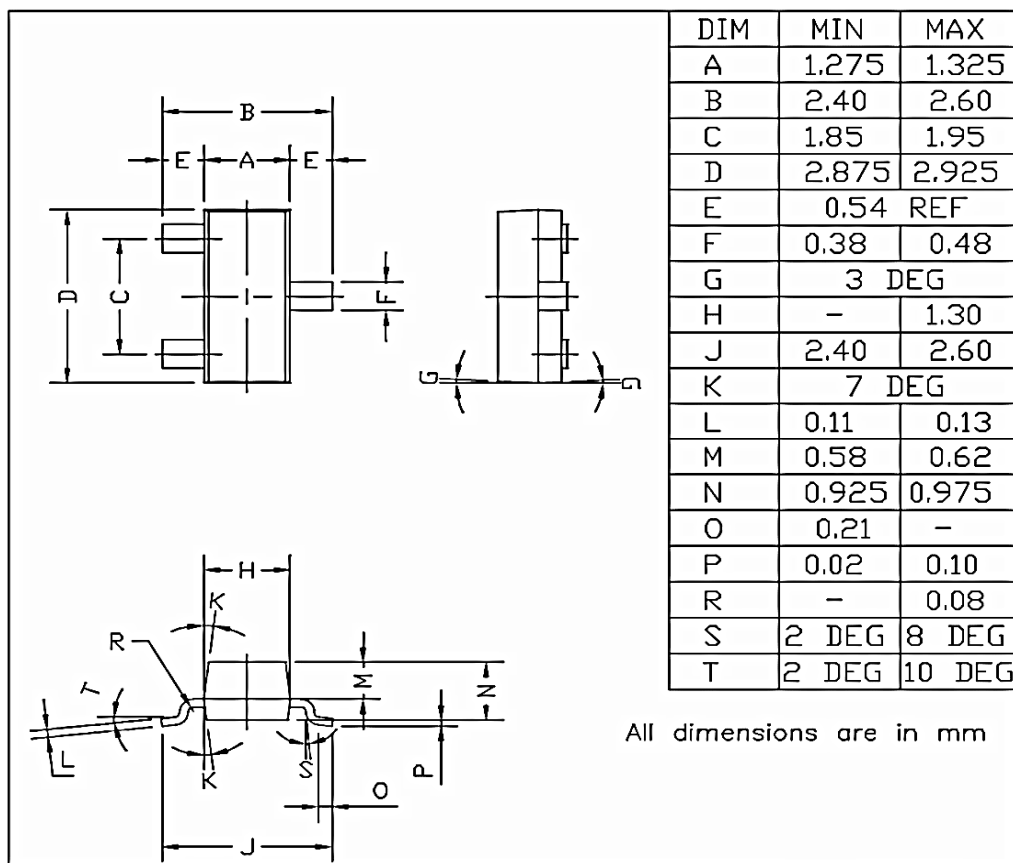 DIM MIN MAX
A 1.275 1.325
B 2.40 2.60
C 1.85 1.95
D 2.875 2.925
E 0.54 REF
F 0.38 0.48
G 3 DEG
H - 1.30
J 2.40 2.60
K 7 DEG
L 0.11 0.13
M 0.58 0.62
N 0.925 0.975
O 0.21 -
P 0.02 0.10
R - 0.08
S 2 DEG 8 DEG
T 2 DEG 10 DEG
All dimensions are in mm
B
E A E
D C F
G G
H
K
R
T M N
L K S P
O
J